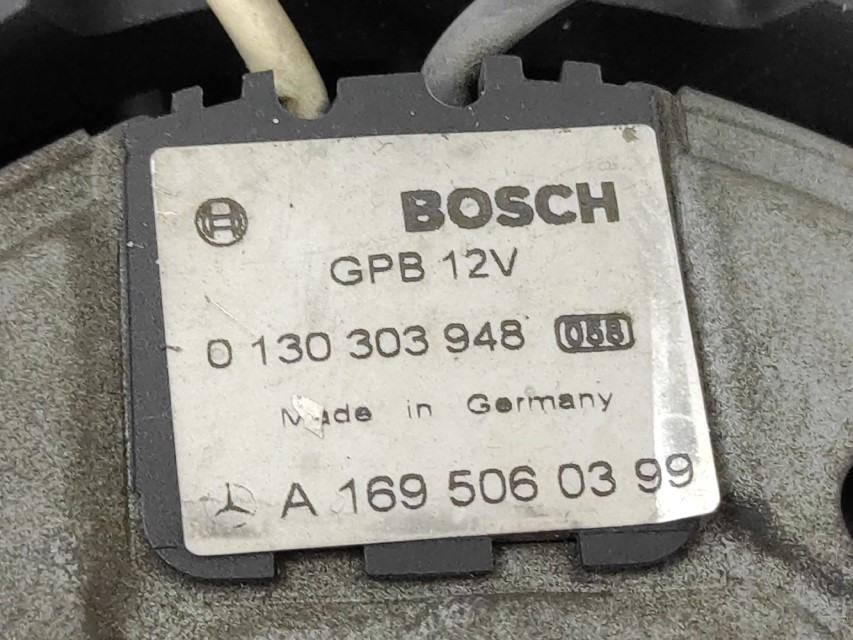 BOSCH
GPB 12V
0 130 303 948 058
Made in Germany
A 169 506 03 99